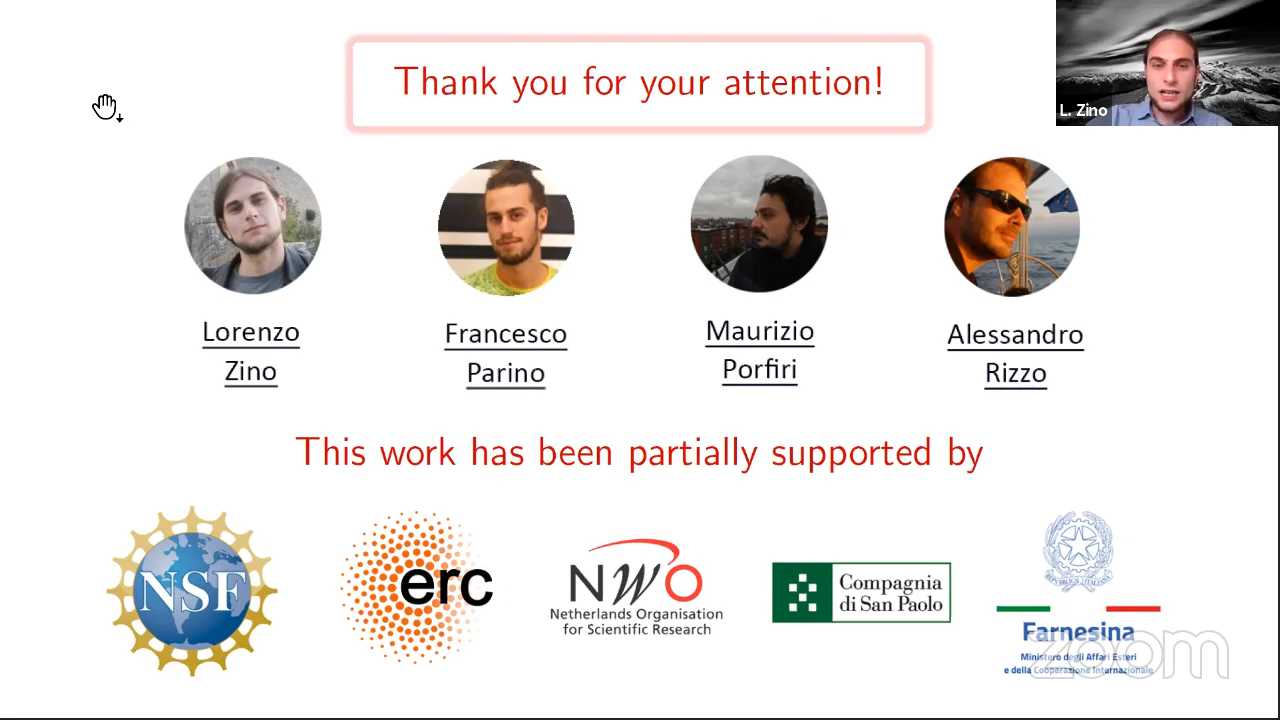 Thank you for your attention!
L. Zino
Lorenzo
Zino
Francesco
Parino
Maurizio
Porfiri
Alessandro
Rizzo
This work has been partially supported by
NSF
erc
NWO
Netherlands Organisation
for Scientific Research
Compagnia
di San Paolo
REPVBBLICA ITALIANA
Farnesina
Ministero degli Affari Esteri
e della Cooperazione Internazionale
zoom